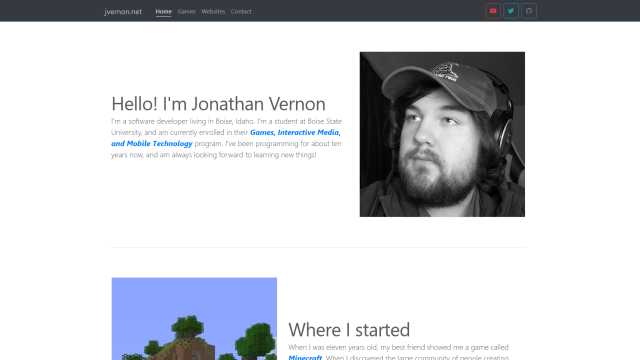 jvernon.net Home Games Websites Contact
Hello! I'm Jonathan Vernon
I'm a software developer living in Boise, Idaho. I'm a student at Boise State
University, and am currently enrolled in their Games, Interactive Media,
and Mobile Technology program. I've been programming for about ten
years now, and am always looking forward to learning new things!
Where I started
When I was eleven years old, my best friend showed me a game called
Minecraft. When I discovered the large community of people creating